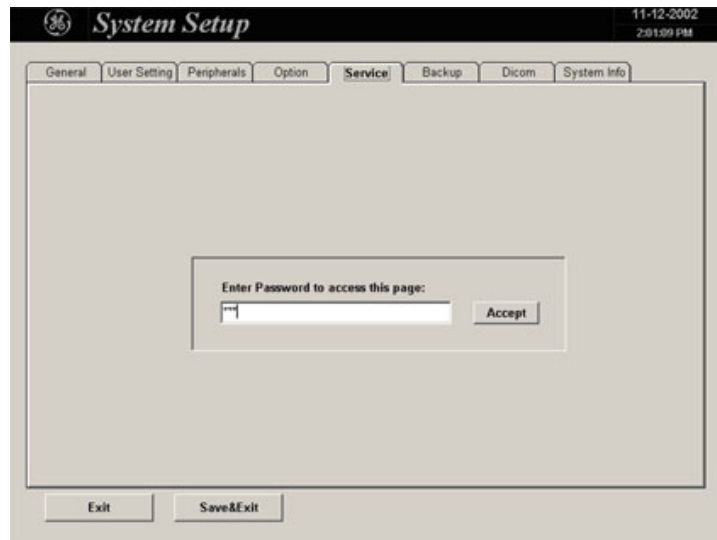 System Setup
11-12-2002
2:01:09 PM
General User Setting Peripherals Option Service Backup Dicom System Info
Enter Password to access this page:
***
Accept
Exit Save&Exit